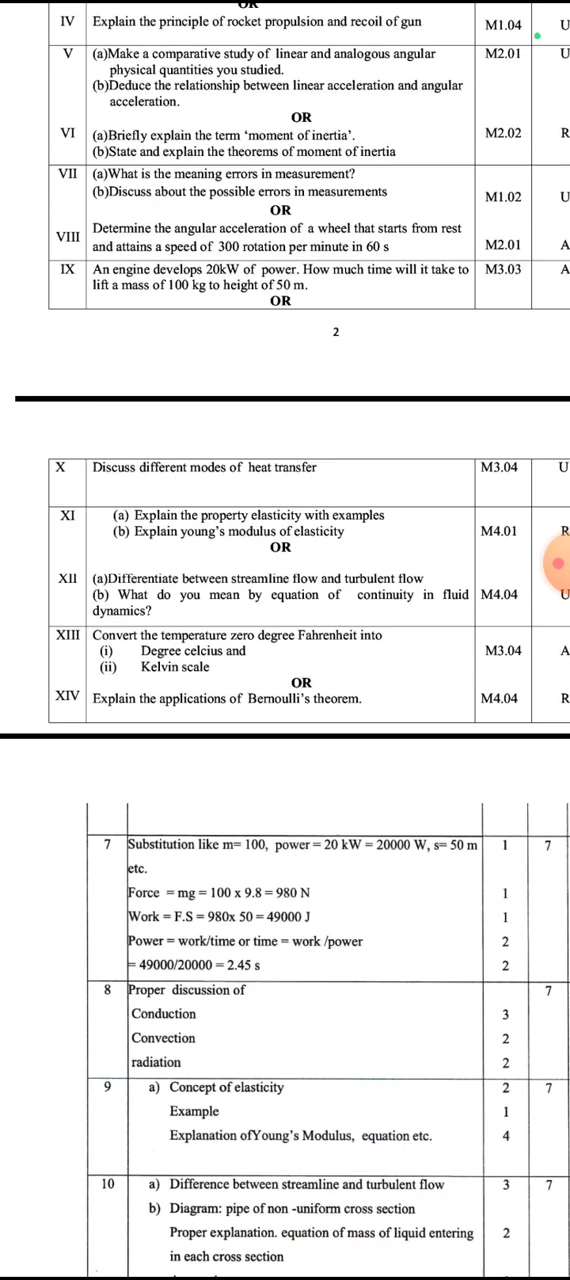 OR
IV Explain the principle of rocket propulsion and recoil of gun M1.04 U
V (a)Make a comparative study of linear and analogous angular M2.01 U
physical quantities you studied.
(b)Deduce the relationship between linear acceleration and angular
acceleration.
OR
VI (a)Briefly explain the term ‘moment of inertia’. M2.02 R
(b)State and explain the theorems of moment of inertia
VII (a)What is the meaning errors in measurement?
(b)Discuss about the possible errors in measurements M1.02 U
OR
VIII Determine the angular acceleration of a wheel that starts from rest
and attains a speed of 300 rotation per minute in 60 s M2.01 A
IX An engine develops 20kW of power. How much time will it take to M3.03 A
lift a mass of 100 kg to height of 50 m.
OR
2
X Discuss different modes of heat transfer M3.04 U
XI (a) Explain the property elasticity with examples
(b) Explain young’s modulus of elasticity M4.01 R
OR
XII (a)Differentiate between streamline flow and turbulent flow
(b) What do you mean by equation of continuity in fluid M4.04 U
dynamics?
XIII Convert the temperature zero degree Fahrenheit into
(i) Degree celcius and M3.04 A
(ii) Kelvin scale
OR
XIV Explain the applications of Bernoulli’s theorem. M4.04 R
7 Substitution like m= 100, power = 20 kW = 20000 W, s= 50 m 1 7
etc.
Force = mg = 100 x 9.8 = 980 N 1
Work = F.S = 980x 50 = 49000 J 1
Power = work/time or time = work /power 2
= 49000/20000 = 2.45 s 2
8 Proper discussion of 7
Conduction 3
Convection 2
radiation 2
9 a) Concept of elasticity 2 7
Example 1
Explanation ofYoung’s Modulus, equation etc. 4
10 a) Difference between streamline and turbulent flow 3 7
b) Diagram: pipe of non -uniform cross section
Proper explanation. equation of mass of liquid entering 2
in each cross section